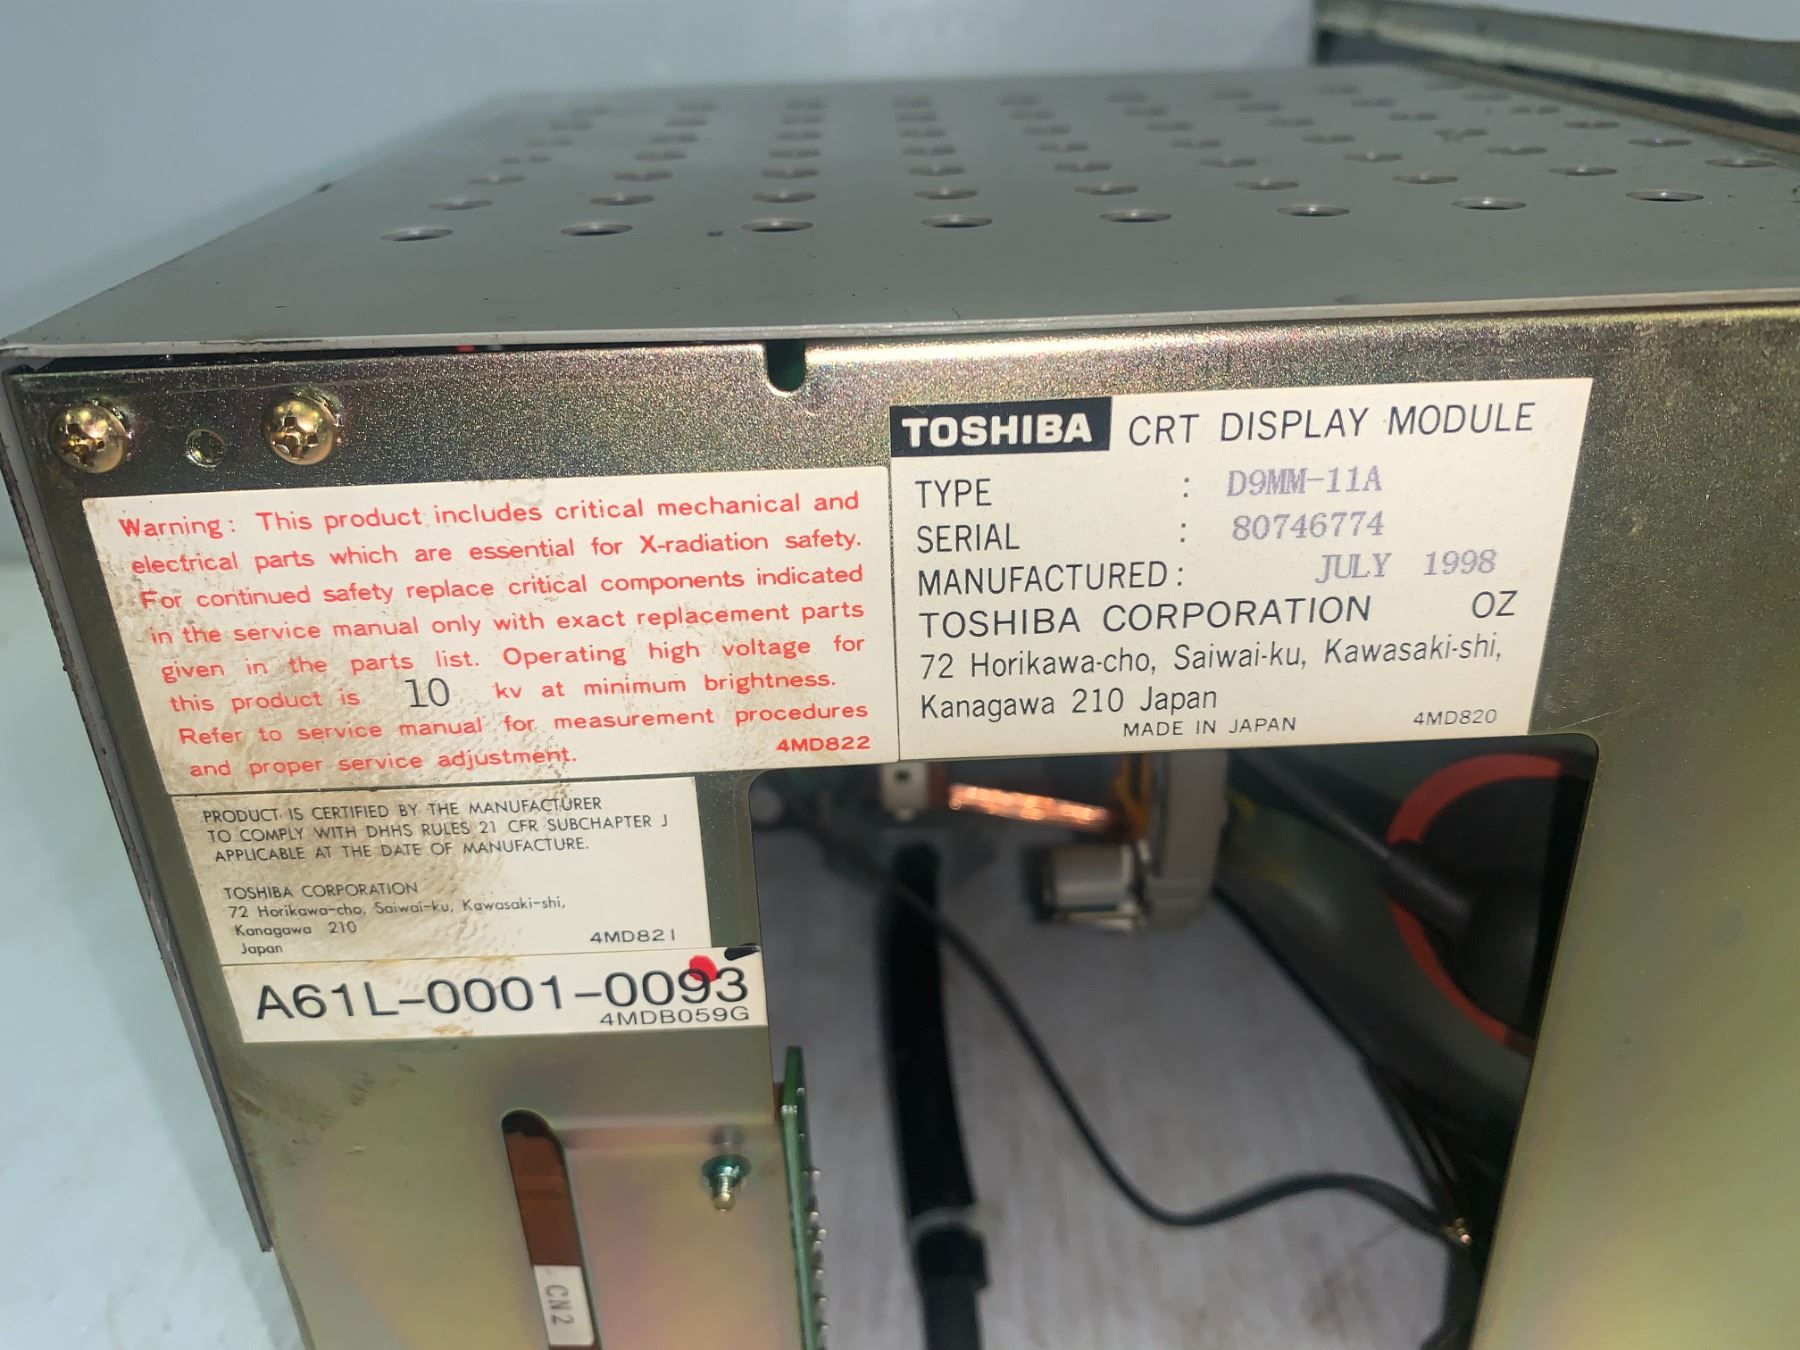 TOSHIBA CRT DISPLAY MODULE
TYPE : D9MM-11A
SERIAL : 80746774
MANUFACTURED: JULY 1998
TOSHIBA CORPORATION OZ
72 Horikawa-cho, Saiwai-ku, Kawasaki-shi,
Kanagawa 210 Japan
MADE IN JAPAN 4MD820
Warning: This product includes critical mechanical and
electrical parts which are essential for X-radiation safety.
For continued safety replace critical components indicated
in the service manual only with exact replacement parts
given in the parts list. Operating high voltage for
this product is 10 kv at minimum brightness.
Refer to service manual for measurement procedures
and proper service adjustment. 4MD822
PRODUCT IS CERTIFIED BY THE MANUFACTURER
TO COMPLY WITH DHHS RULES 21 CFR SUBCHAPTER J
APPLICABLE AT THE DATE OF MANUFACTURE.
TOSHIBA CORPORATION
72 Horikawa-cho, Saiwai-ku, Kawasaki-shi,
Kanagawa 210
Japan 4MD821
A61L-0001-0093
4MDB059G
CN2